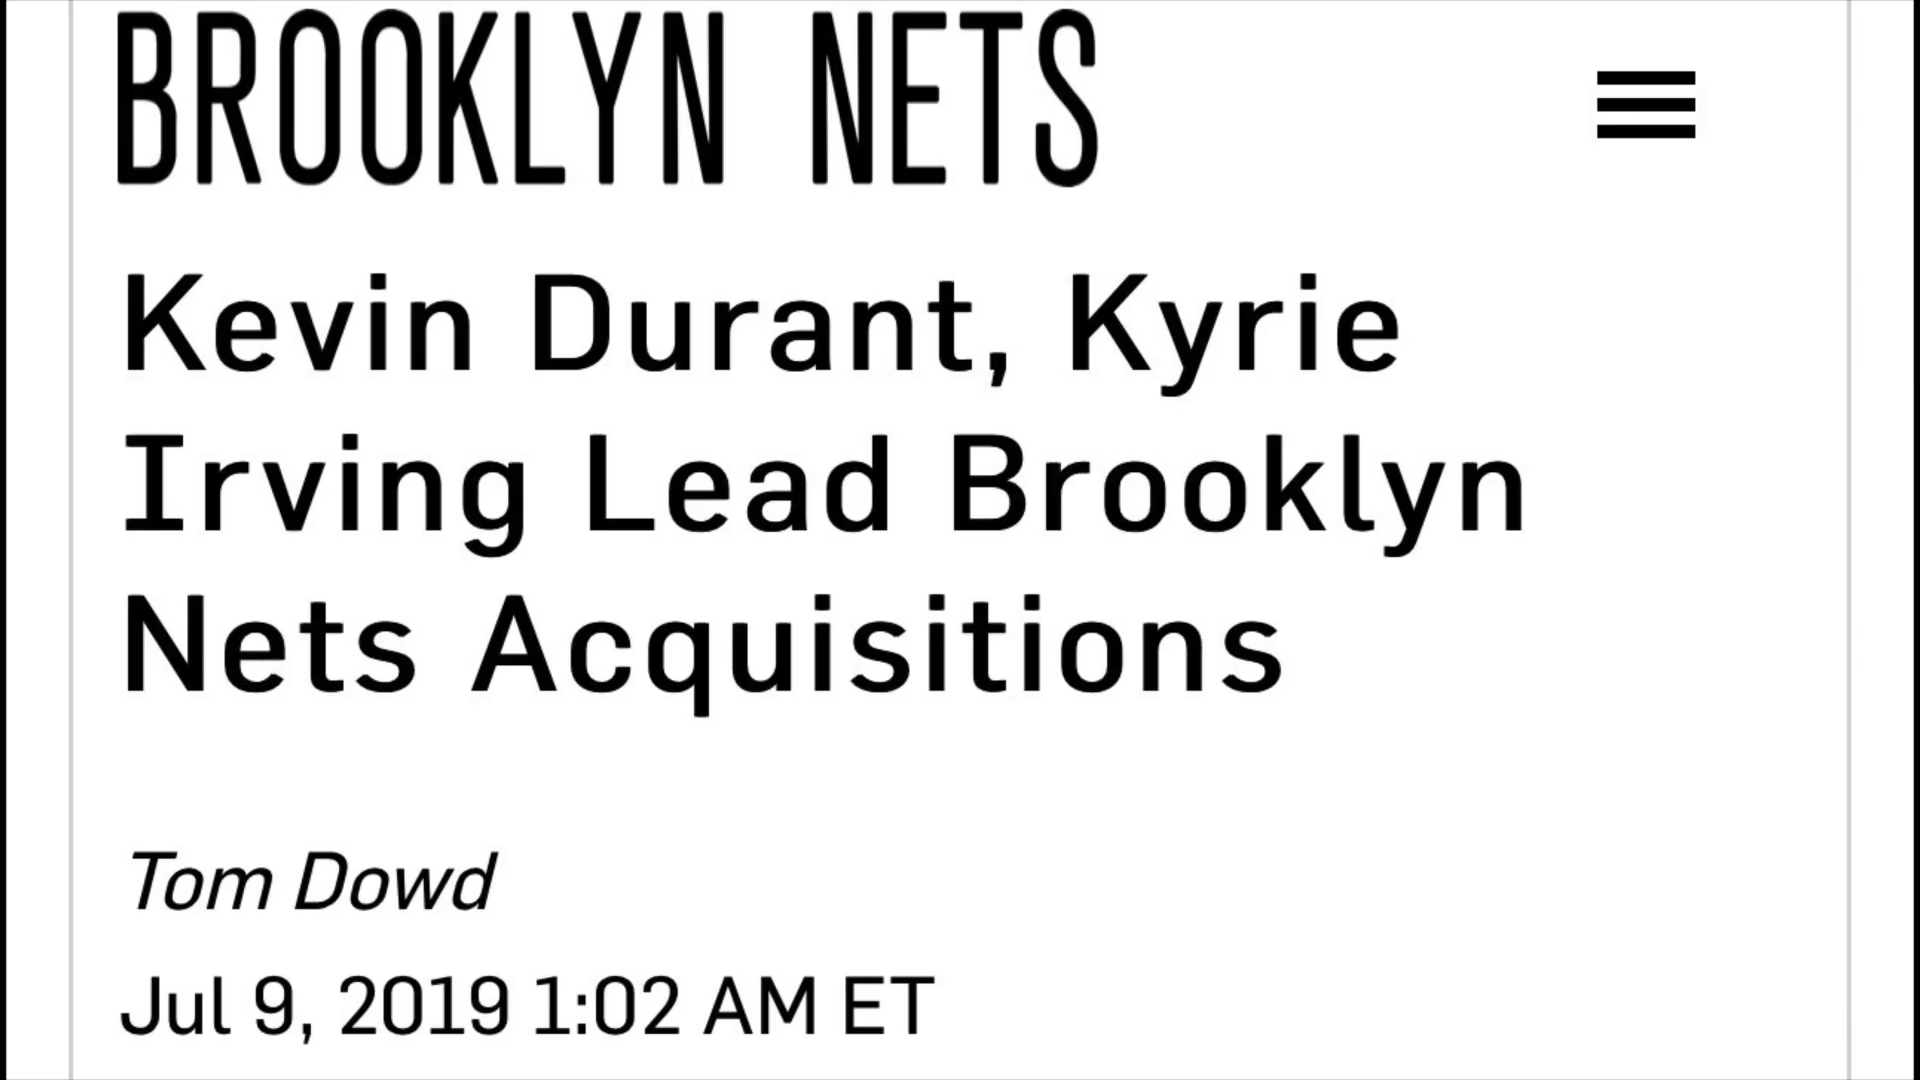 BROOKLYN NETS
Kevin Durant, Kyrie
Irving Lead Brooklyn
Nets Acquisitions
Tom Dowd
Jul 9, 2019 1:02 AM ET